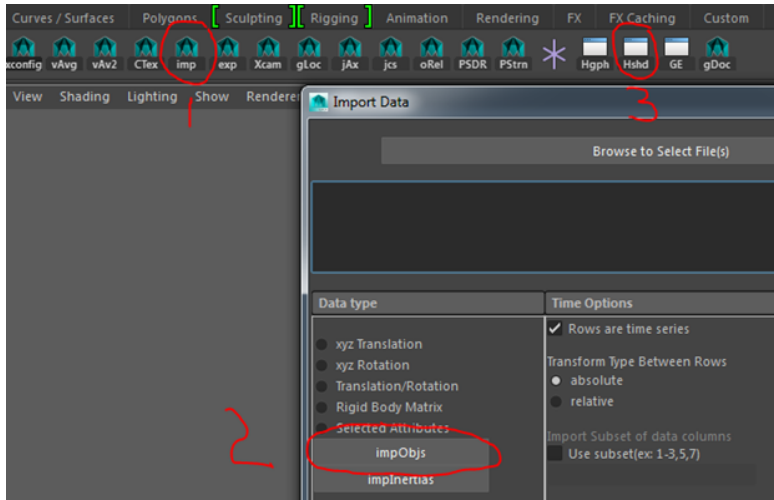 Curves / Surfaces Polygons Sculpting Rigging Animation Rendering FX FX Caching Custom
xconfig vAvg vAv2 CTex imp exp Xcam gLoc jAx jcs oRel PSDR PStrn Hgph Hshd GE gDoc
View Shading Lighting Show Renderer
1
3
Import Data
Browse to Select File(s)
Data type Time Options
Rows are time series
xyz Translation
Transform Type Between Rows
xyz Rotation
absolute
Translation/Rotation
relative
Rigid Body Matrix
Selected Attributes
Import Subset of data columns
2
impObjs
Use subset(ex: 1-3,5,7)
impInertias